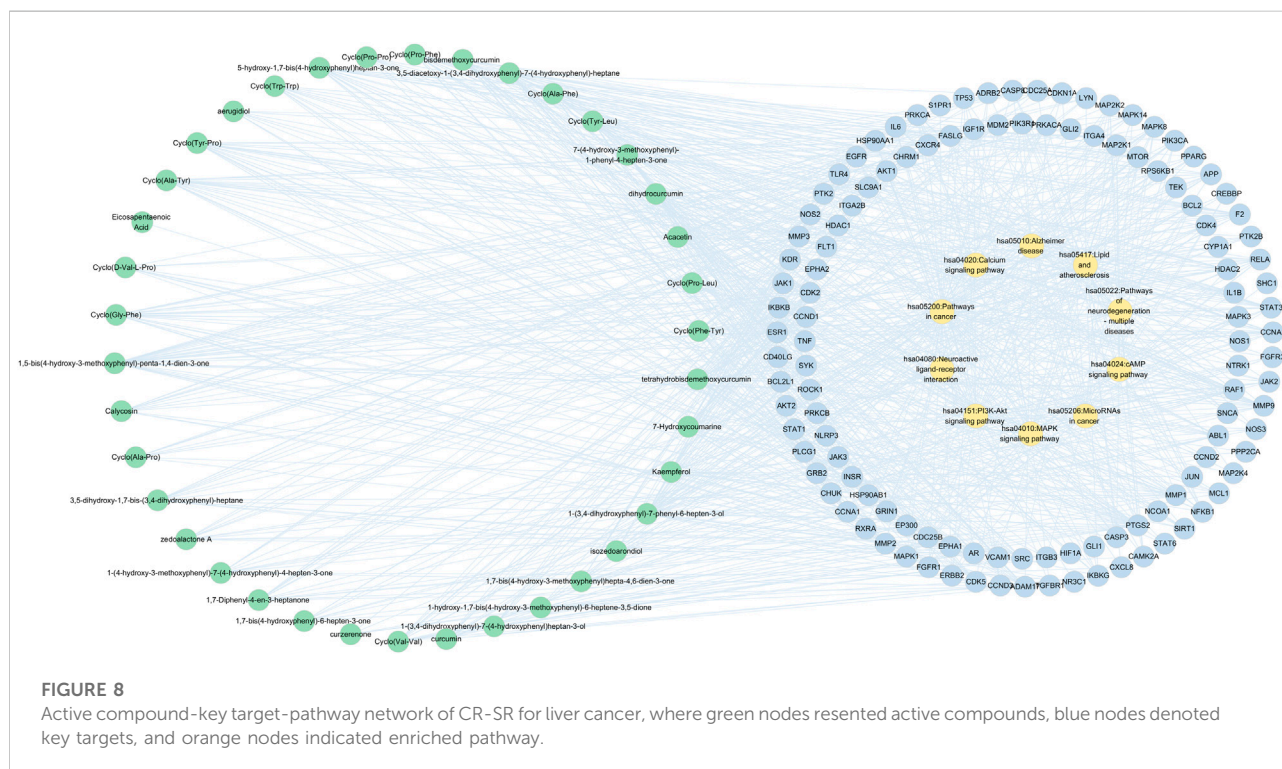 Cyclo(Pro-Phe)
Cyclo(Pro-Pro)
bisdemethoxycurcumin
5-hydroxy-1,7-bis(4-hydroxyphenyl)heptan-3-one
3,5-diacetoxy-1-(3,4-dihydroxyphenyl)-7-(4-hydroxyphenyl)-heptane
Cyclo(Trp-Trp)
Cyclo(Ala-Phe)
aerugidiol
Cyclo(Tyr-Leu)
Cyclo(Tyr-Pro)
7-(4-hydroxy-3-methoxyphenyl)-
1-phenyl-4-hepten-3-one
Cyclo(Ala-Tyr)
dihydrocurcumin
Eicosapentaenoic
Acid
Acacetin
Cyclo(D-Val-L-Pro)
Cyclo(Pro-Leu)
Cyclo(Gly-Phe)
Cyclo(Phe-Tyr)
1,5-bis(4-hydroxy-3-methoxyphenyl)-penta-1,4-dien-3-one
tetrahydrobisdemethoxycurcumin
Calycosin
7-Hydroxycoumarine
Cyclo(Ala-Pro)
Kaempferol
3,5-dihydroxy-1,7-bis-(3,4-dihydroxyphenyl)-heptane
1-(3,4-dihydroxyphenyl)-7-phenyl-6-hepten-3-ol
zedoalactone A
isozedoarondiol
1-(4-hydroxy-3-methoxyphenyl)-7-(4-hydroxyphenyl)-4-hepten-3-one
1,7-bis(4-hydroxy-3-methoxyphenyl)hepta-4,6-dien-3-one
1,7-Diphenyl-4-en-3-heptanone
1-hydroxy-1,7-bis(4-hydroxy-3-methoxyphenyl)-6-heptene-3,5-dione
1,7-bis(4-hydroxyphenyl)-6-hepten-3-one
1-(3,4-dihydroxyphenyl)-7-(4-hydroxyphenyl)heptan-3-ol
curzerenone
Cyclo(Val-Val)
curcumin
TP53
ADRB2
CASP8
CDC25A
CDKN1A
LYN
MAP2K2
MAPK14
MAPK8
PIK3CA
PPARG
APP
CREBBP
F2
PTK2B
RELA
SHC1
STAT3
FGFR2
JAK2
MMP9
NOS3
PPP2CA
MAP2K4
MCL1
NFKB1
SIRT1
STAT6
CXCL8
IKBKG
NR3C1
TGFBR1
ADAM17
CDK5
ERBB2
FGFR1
MAPK1
MMP2
RXRA
CCNA1
CHUK
GRB2
PLCG1
STAT1
AKT2
BCL2L1
CD40LG
ESR1
IKBKB
JAK1
KDR
MMP3
NOS2
PTK2
TLR4
EGFR
HSP90AA1
IL6
PRKCA
S1PR1
IGF1R
MDM2
PIK3R1
PRKACA
GLI2
ITGA4
MAP2K1
MTOR
RPS6KB1
TEK
BCL2
CDK4
CYP1A1
HDAC2
IL1B
MAPK3
NOS1
NTRK1
RAF1
SNCA
ABL1
CCND2
JUN
MMP1
NCOA1
PTGS2
CAMK2A
CASP3
GLI1
HIF1A
ITGB3
SRC
VCAM1
AR
EPHA1
CDC25B
EP300
GRIN1
HSP90AB1
INSR
JAK3
NLRP3
PRKCB
ROCK1
SYK
TNF
CCND1
CDK2
EPHA2
FLT1
HDAC1
ITGA2B
SLC9A1
AKT1
CHRM1
CXCR4
FASLG
hsa05010:Alzheimer
disease
hsa04020:Calcium
signaling pathway
hsa05417:Lipid
and
atherosclerosis
hsa05022:Pathways
of
neurodegeneration
- multiple
diseases
hsa05200:Pathways
in cancer
hsa04080:Neuroactive
ligand-receptor
interaction
hsa04024:cAMP
signaling pathway
hsa04151:PI3K-Akt
signaling pathway
hsa04010:MAPK
signaling pathway
hsa05206:MicroRNAs
in cancer
FIGURE 8
Active compound-key target-pathway network of CR-SR for liver cancer, where green nodes resented active compounds, blue nodes denoted
key targets, and orange nodes indicated enriched pathway.